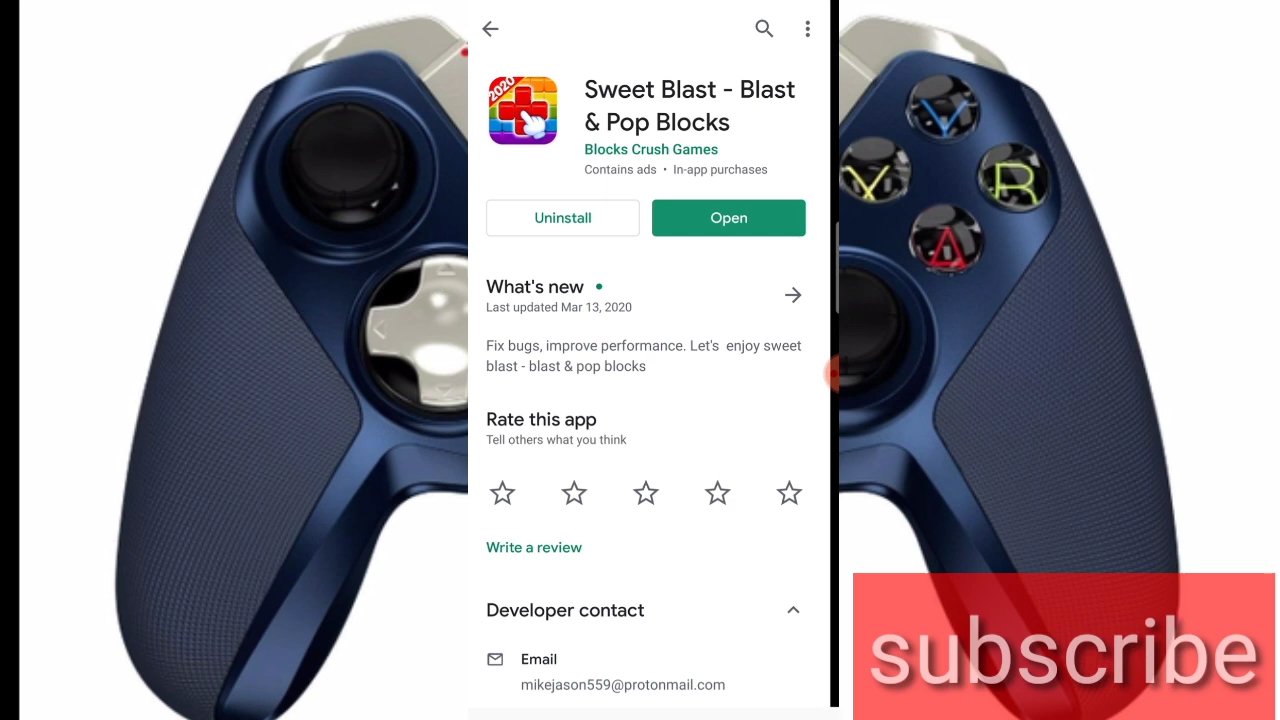 2020
Sweet Blast - Blast
& Pop Blocks
Blocks Crush Games
Contains ads • In-app purchases
Uninstall
Open
What's new •
Last updated Mar 13, 2020
Fix bugs, improve performance. Let's  enjoy sweet
blast - blast & pop blocks
Rate this app
Tell others what you think
Write a review
Developer contact
Email
mikejason559@protonmail.com
Y
X
R
A
subscribe